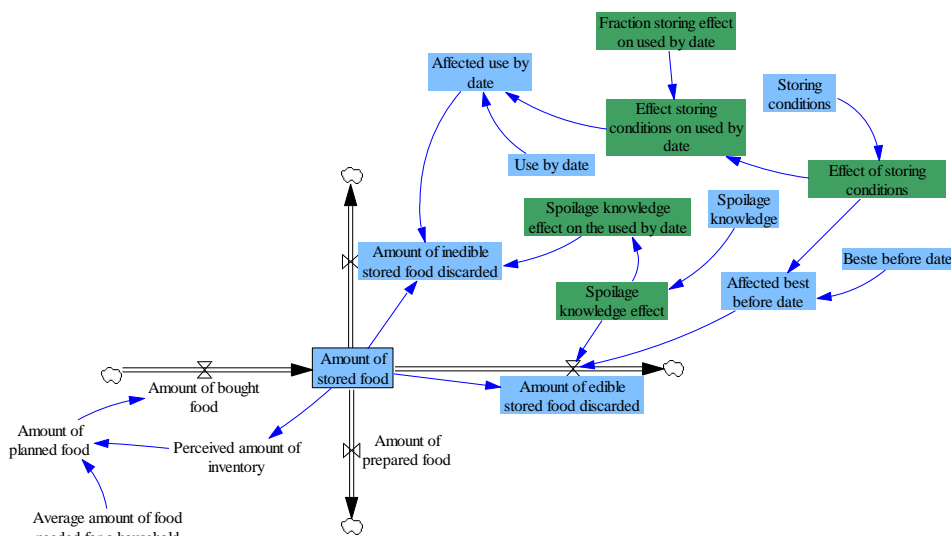 Fraction storing effect
on used by date
Affected use by
date
Storing
conditions
Effect storing
conditions on used by
date
Use by date
Effect of storing
conditions
Spoilage knowledge
effect on the used by date
Spoilage
knowledge
Amount of inedible
stored food discarded
Beste before date
Affected best
before date
Spoilage
knowledge effect
Amount of
stored food
Amount of edible
stored food discarded
Amount of bought
food
Amount of
planned food
Perceived amount of
inventory
Amount of
prepared food
Average amount of food
needed for a household